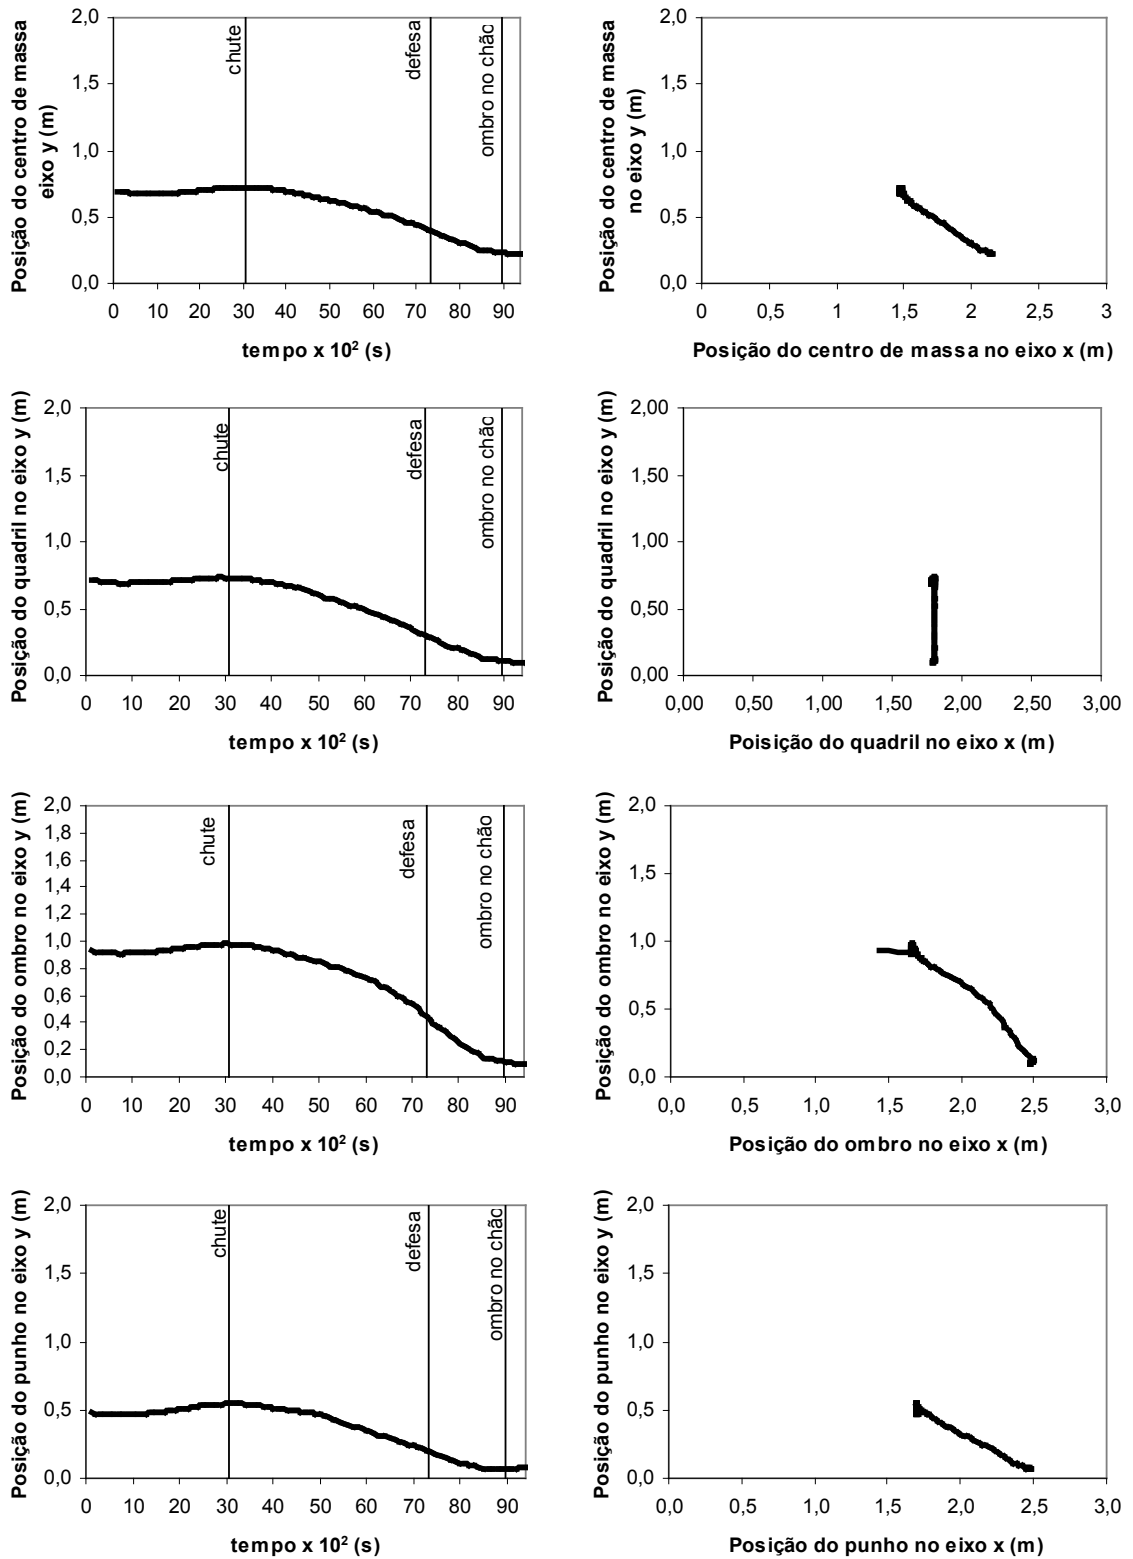 Posição do centro de massa
eixo y (m)
2,0
1,5
1,0
0,5
0,0
chute
defesa
ombro no chão
0 10 20 30 40 50 60 70 80 90
tempo x 10² (s)
Posição do centro de massa
no eixo y (m)
2,0
1,5
1,0
0,5
0,0
0 0,5 1 1,5 2 2,5 3
Posição do centro de massa no eixo x (m)
Posição do quadril no eixo y (m)
2,0
1,5
1,0
0,5
0,0
chute
defesa
ombro no chão
0 10 20 30 40 50 60 70 80 90
tempo x 10² (s)
Posição do quadril no eixo y (m)
2,00
1,50
1,00
0,50
0,00
0,00 0,50 1,00 1,50 2,00 2,50 3,00
Poisição do quadril no eixo x (m)
Posição do ombro no eixo y (m)
2,0
1,8
1,6
1,4
1,2
1,0
0,8
0,6
0,4
0,2
0,0
chute
defesa
ombro no chão
0 10 20 30 40 50 60 70 80 90
tempo x 10² (s)
Posição do ombro no eixo y (m)
2,0
1,5
1,0
0,5
0,0
0,0 0,5 1,0 1,5 2,0 2,5 3,0
Posição do ombro no eixo x (m)
Posição do punho no eixo y (m)
2,0
1,5
1,0
0,5
0,0
chute
defesa
ombro no chão
0 10 20 30 40 50 60 70 80 90
tempo x 10² (s)
Posição do punho no eixo y (m)
2,0
1,5
1,0
0,5
0,0
0,0 0,5 1,0 1,5 2,0 2,5 3,0
Posição do punho no eixo x (m)